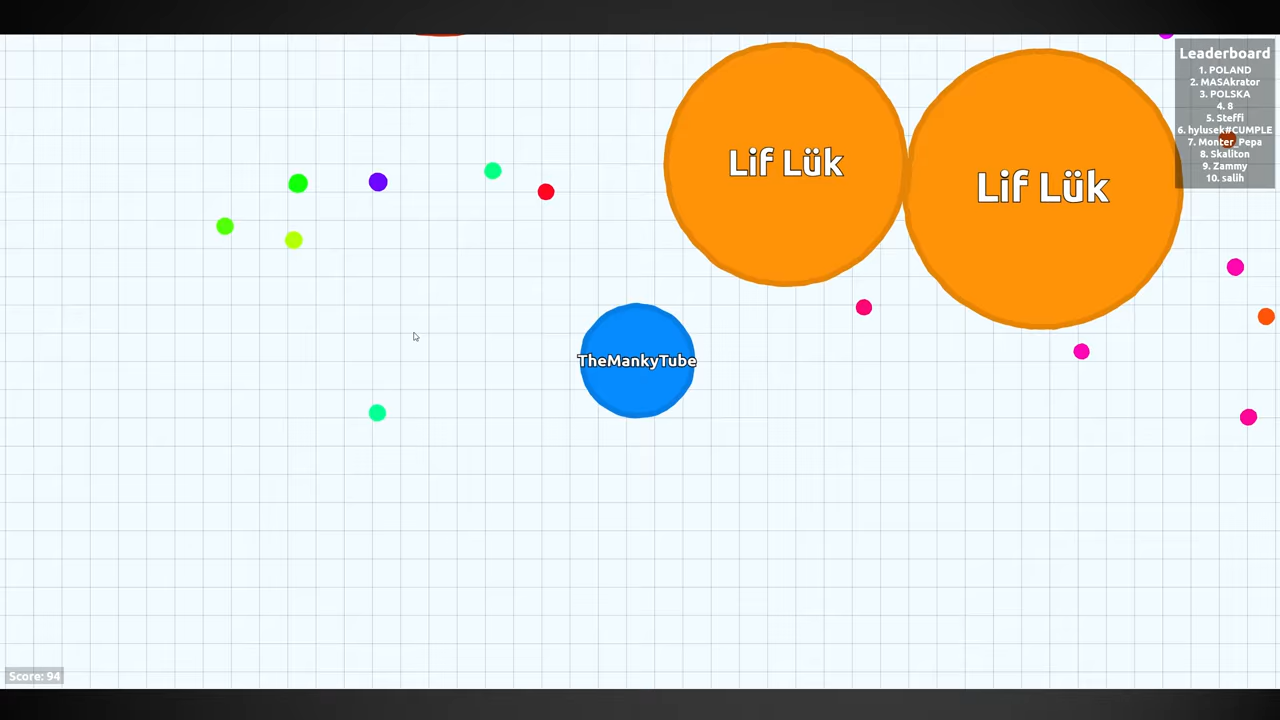 Leaderboard
1. POLAND
2. MASAkrator
3. POLSKA
4. 8
5. Steffi
6. hylusek#CUMPLE
7. Monter_Pepa
8. Skaliton
9. Zammy
10. salih
Lif Lük
Lif Lük
TheMankyTube
Score: 94